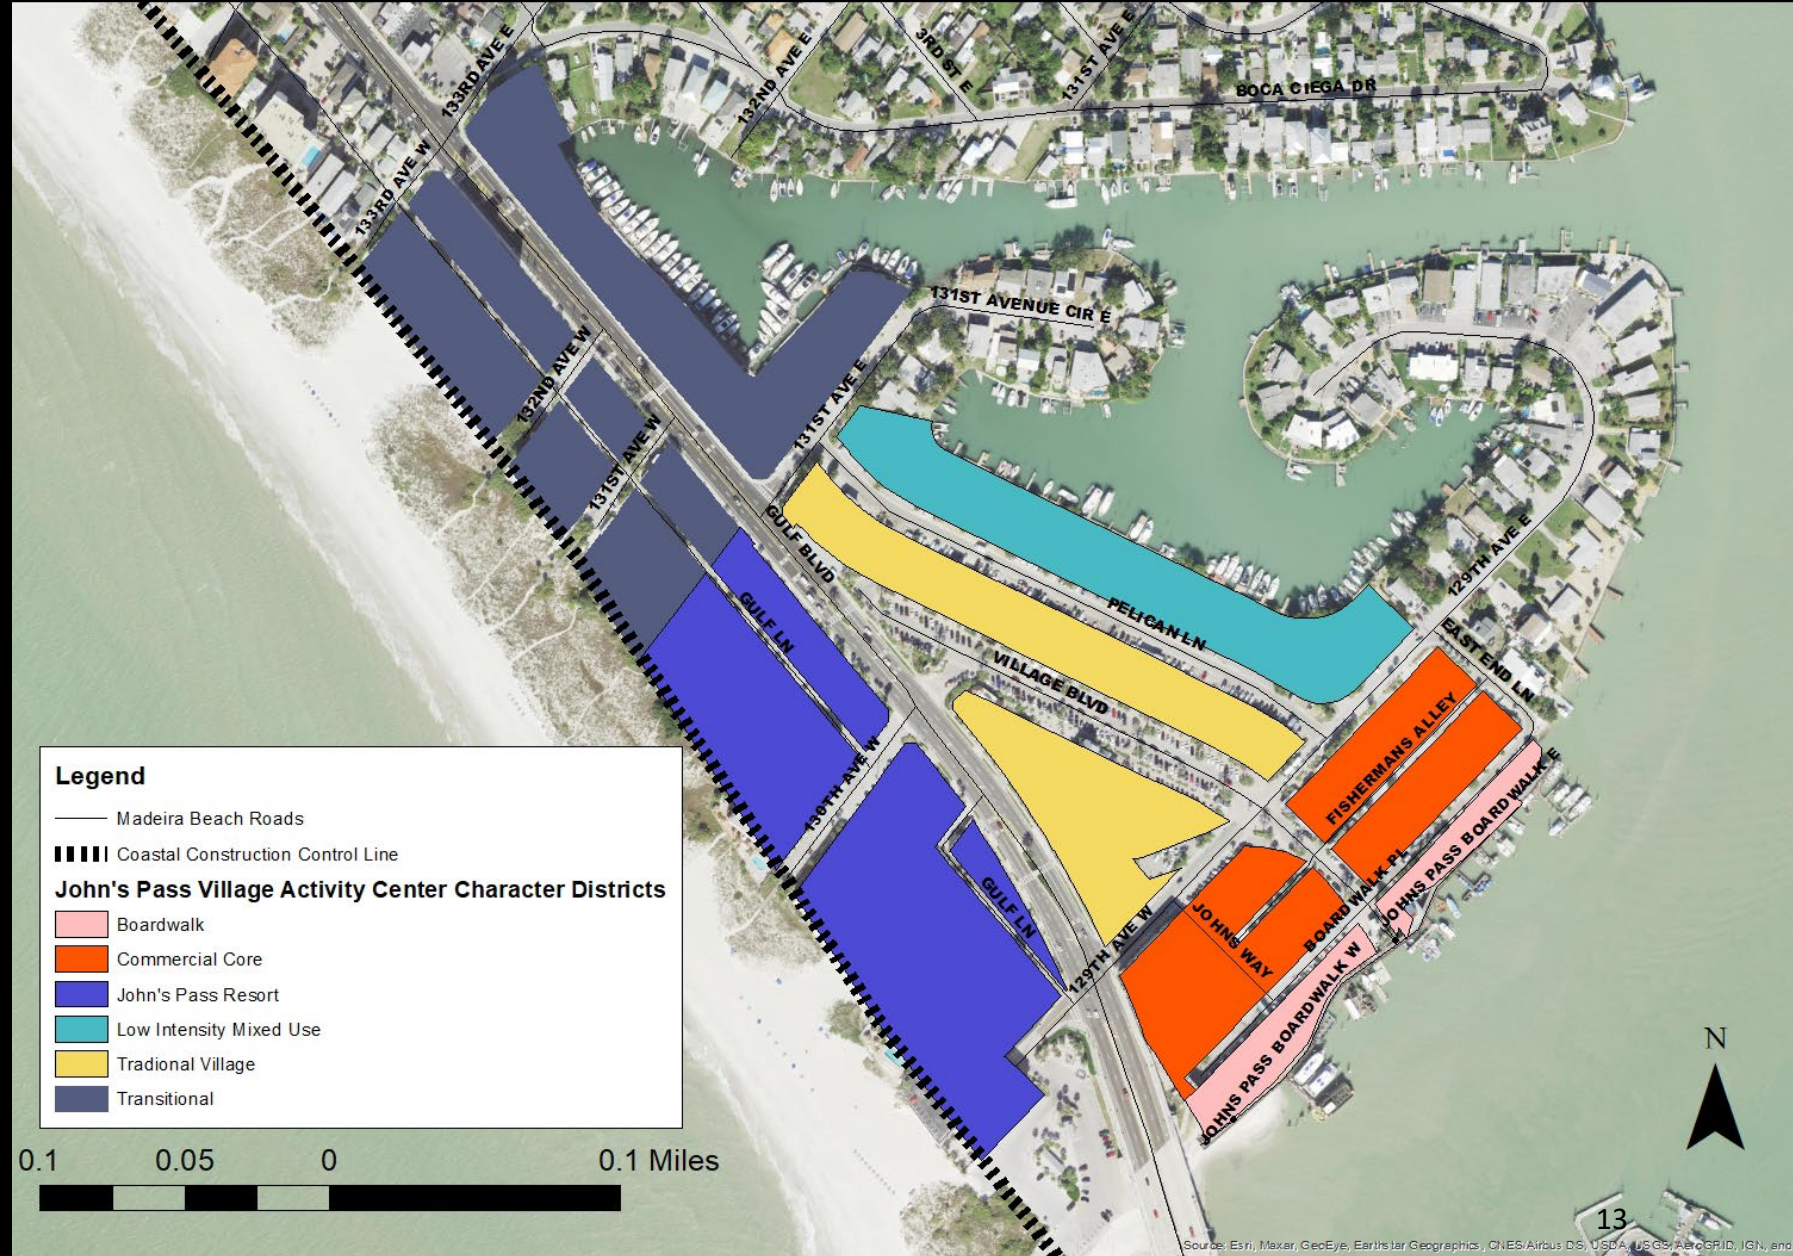 133RD AVE E
132ND AVE E
3RD ST E
131ST AVE E
BOCA CIEGA DR
133RD AVE W
131ST AVENUE CIR E
132ND AVE W
131ST AVE E
131ST AVE W
GULF BLVD
129TH AVE E
GULF LN
PELICAN LN
EAST END LN
VILLAGE BLVD
FISHERMANS ALLEY
130TH AVE W
JOHNS PASS BOARDWALK E
BOARDWALK PL
GULF LN
JOHNS WAY
129TH AVE W
JOHNS PASS BOARDWALK W
Legend
Madeira Beach Roads
Coastal Construction Control Line
John's Pass Village Activity Center Character Districts
Boardwalk
Commercial Core
John's Pass Resort
Low Intensity Mixed Use
Tradional Village
Transitional
0.1 0.05 0 0.1 Miles
N
13
Source: Esri, Maxar, GeoEye, Earthstar Geographics, CNES/Airbus DS, USDA, USGS, AeroGRID, IGN, and